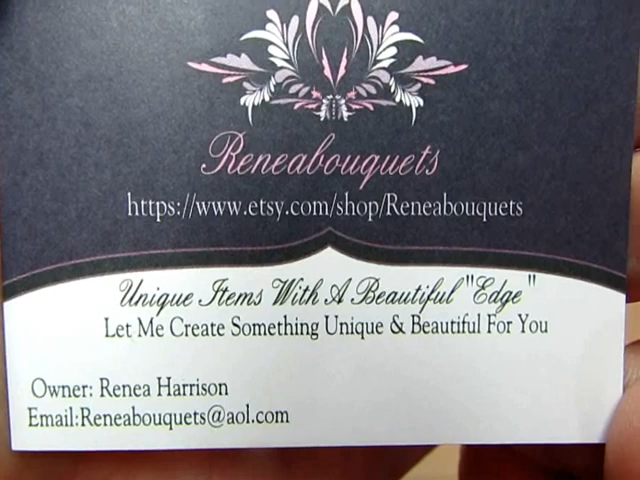 Reneabouquets
https://www.etsy.com/shop/Reneabouquets
Unique Items With A Beautiful "Edge"
Let Me Create Something Unique & Beautiful For You
Owner: Renea Harrison
Email:Reneabouquets@aol.com